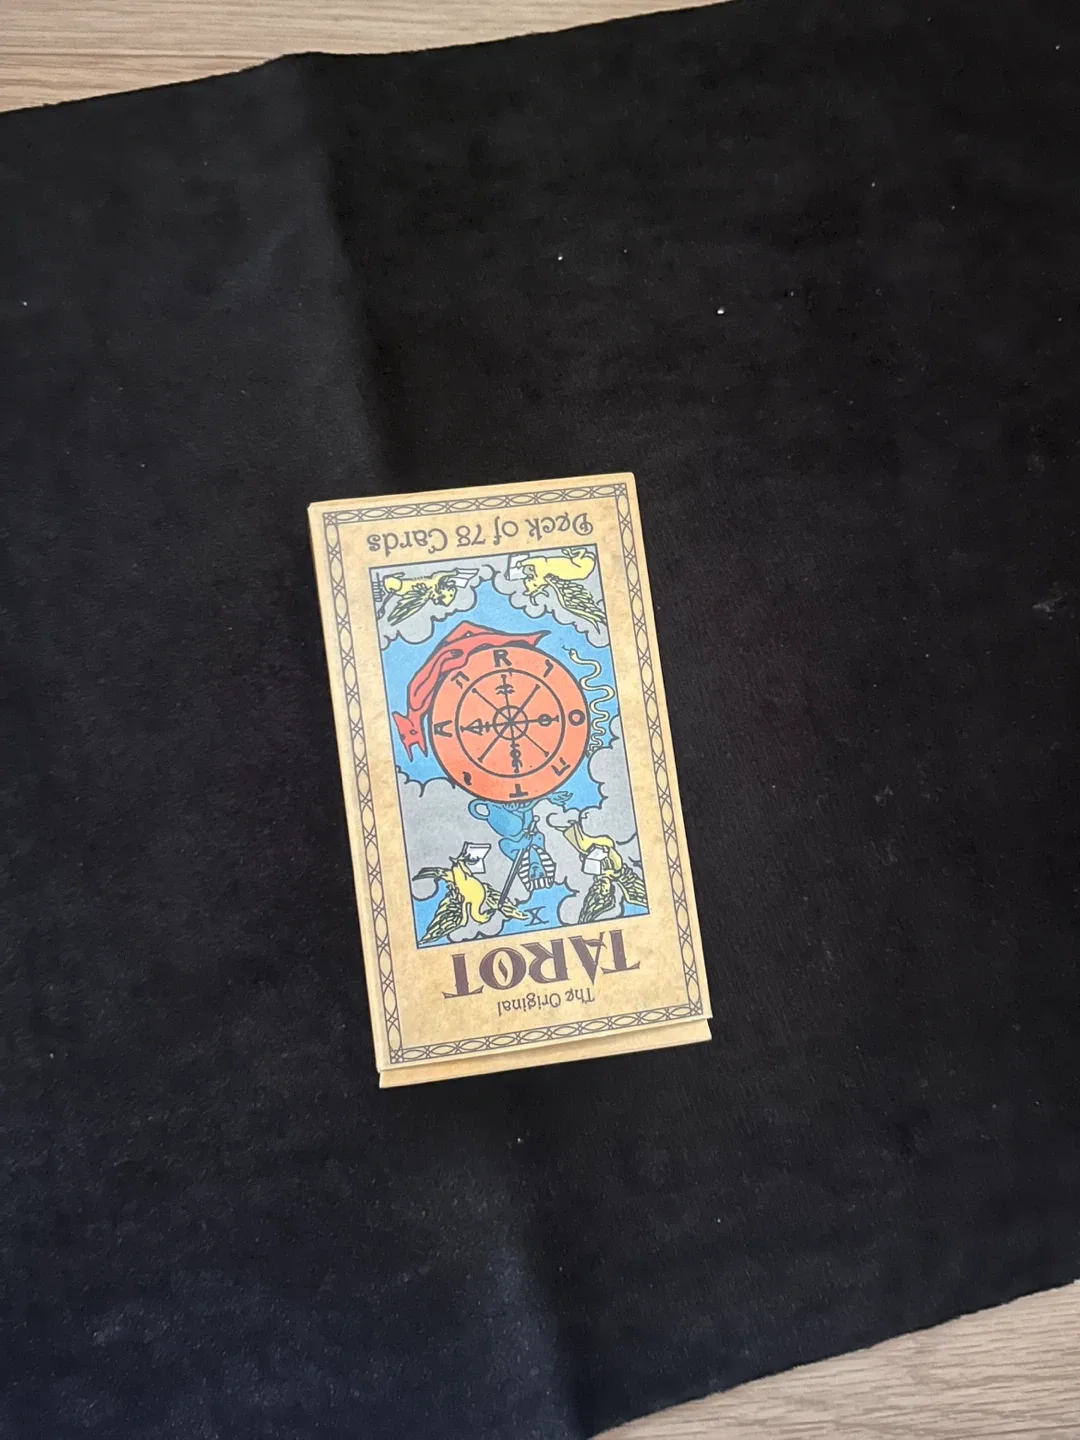 The Original
TAROT
X
T
A
R
O
י
ה
ו
ה
Deck of 78 Cards